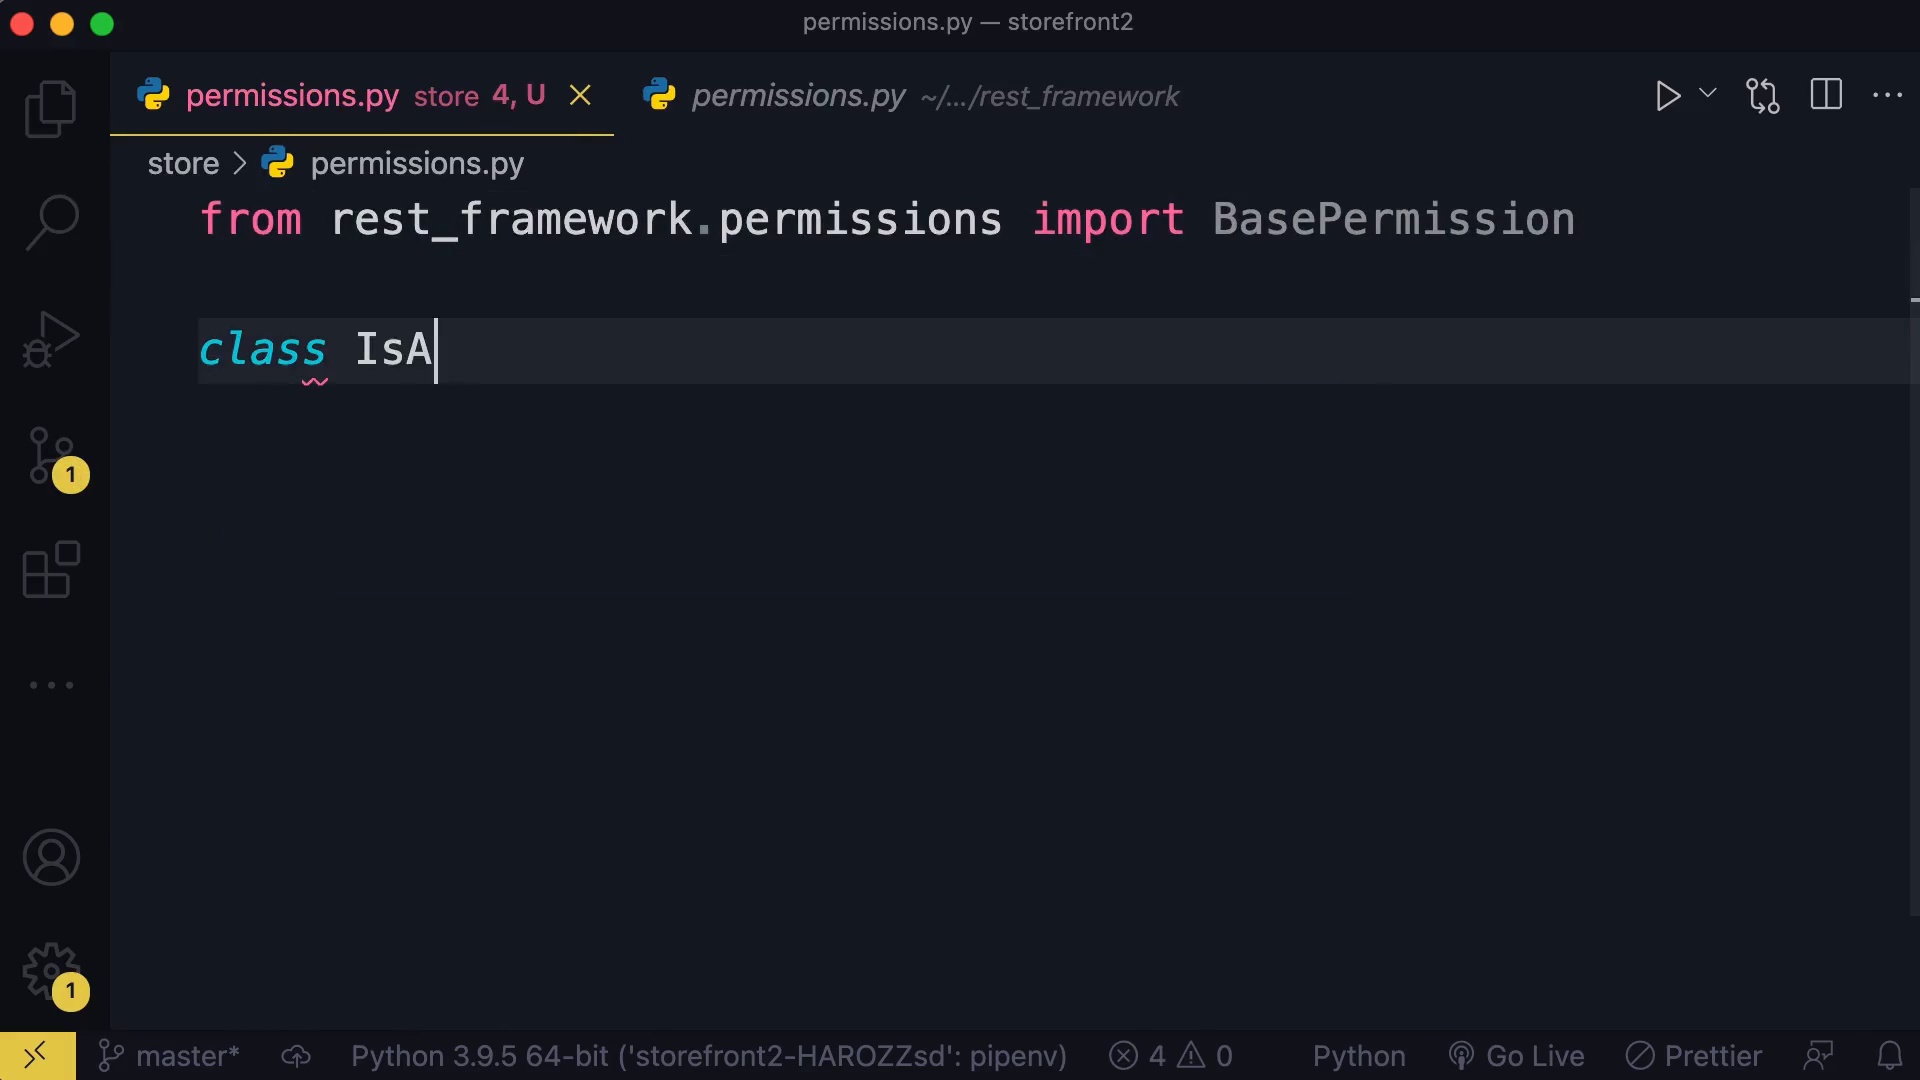 permissions.py — storefront2
permissions.py store 4, U
permissions.py ~/.../rest_framework
store > permissions.py
from rest_framework.permissions import BasePermission
class IsA
1
1
master*
Python 3.9.5 64-bit ('storefront2-HAROZZsd': pipenv)
4
0
Python
Go Live
Prettier